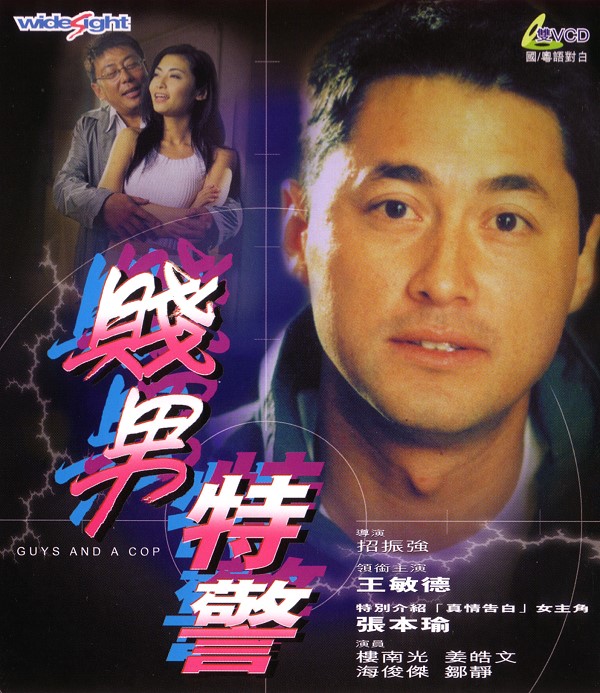 wide Sight
雙VCD
國/粵語對白
賤男
特警
GUYS AND A COP
導演
招振強
領銜主演
王敏德
特別介紹「真情告白」女主角
張本瑜
演員
樓南光 姜皓文
海俊傑 鄒靜